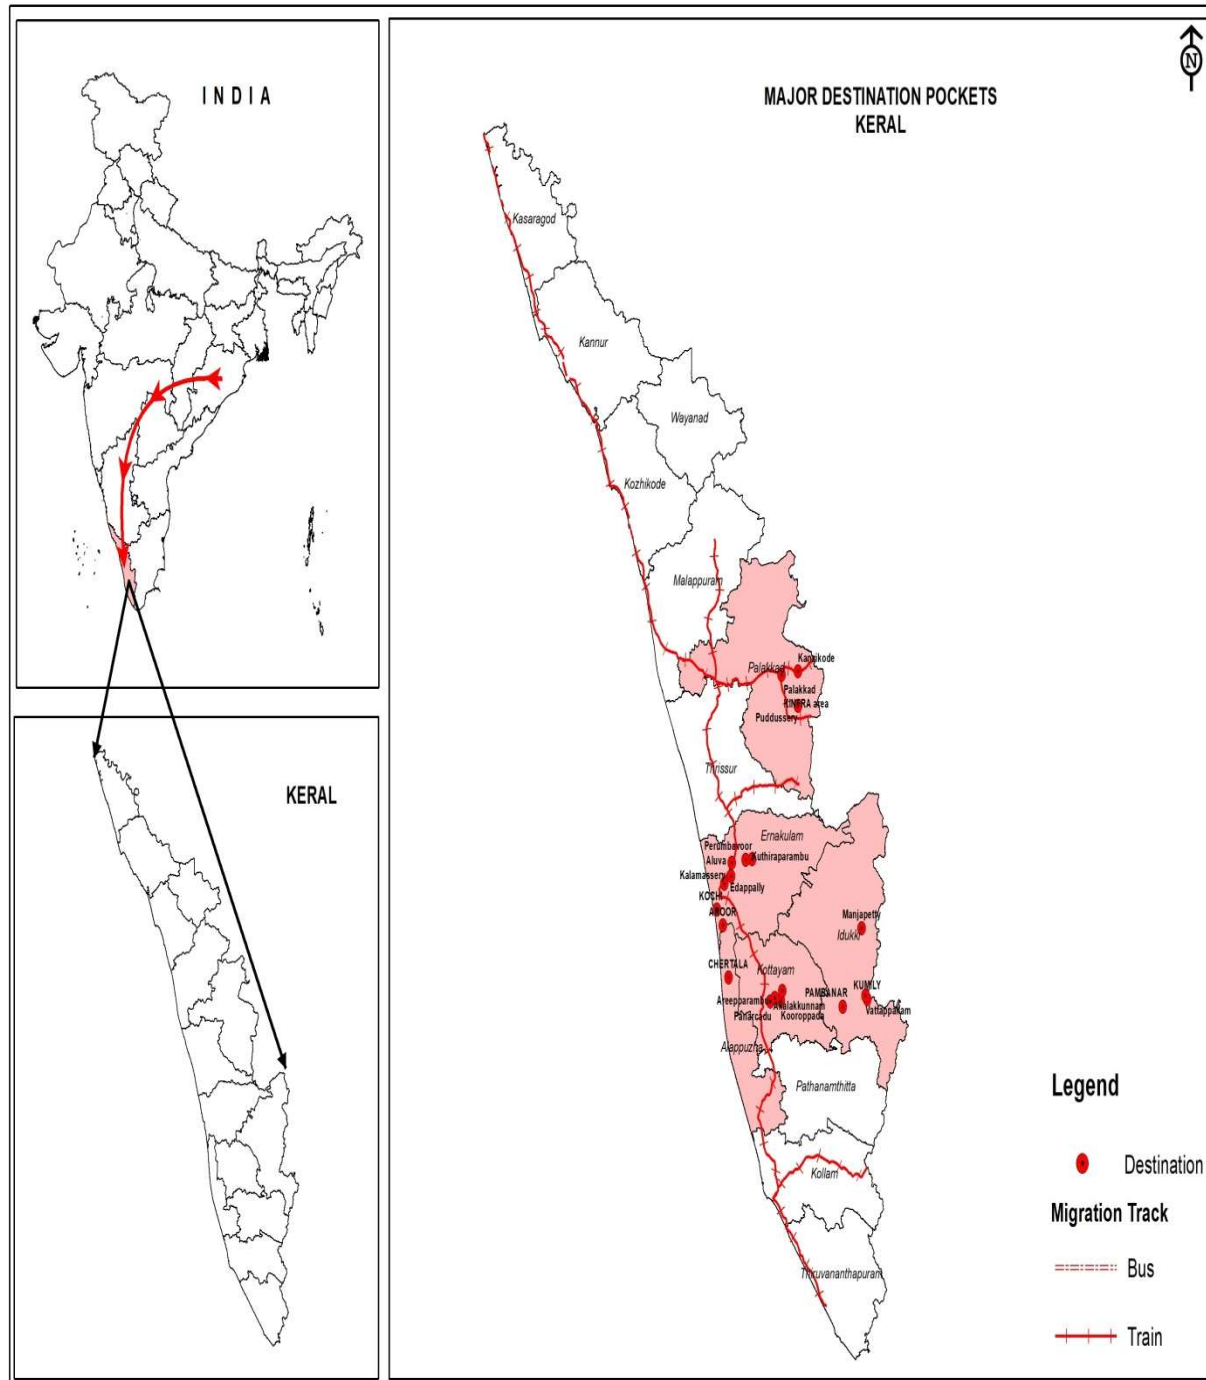 INDIA
KERAL
N
MAJOR DESTINATION POCKETS
KERAL
Kasaragod
Kannur
Wayanad
Kozhikode
Malappuram
Palakkad
Kanjikode
Palakkad
KINFRA area
Puddussery
Thrissur
Ernakulam
Perumbavoor
Kuthiraparambu
Aluva
Kalamassery
Edappally
KOCHI
AROOR
Manjapetty
Idukki
CHERTALA
Kottayam
Areepparambu
Akalakkunnam
PAMBANAR
KUMILY
Panarcadu
Kooroppada
Vattappalam
Alappuzha
Pathanamthitta
Kollam
Thiruvananthapuram
Legend
Destination
Migration Track
Bus
Train